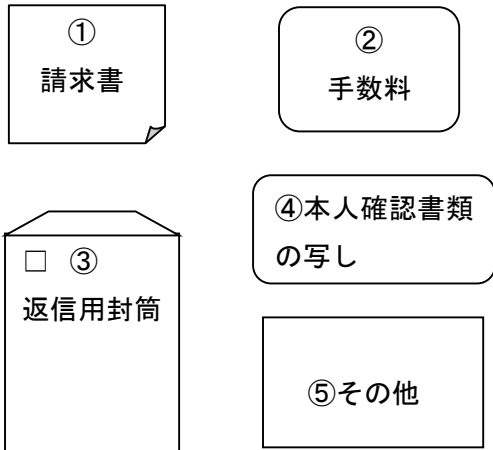 ①
請求書
②
手数料
□ ③
返信用封筒
④本人確認書類
の写し
⑤その他